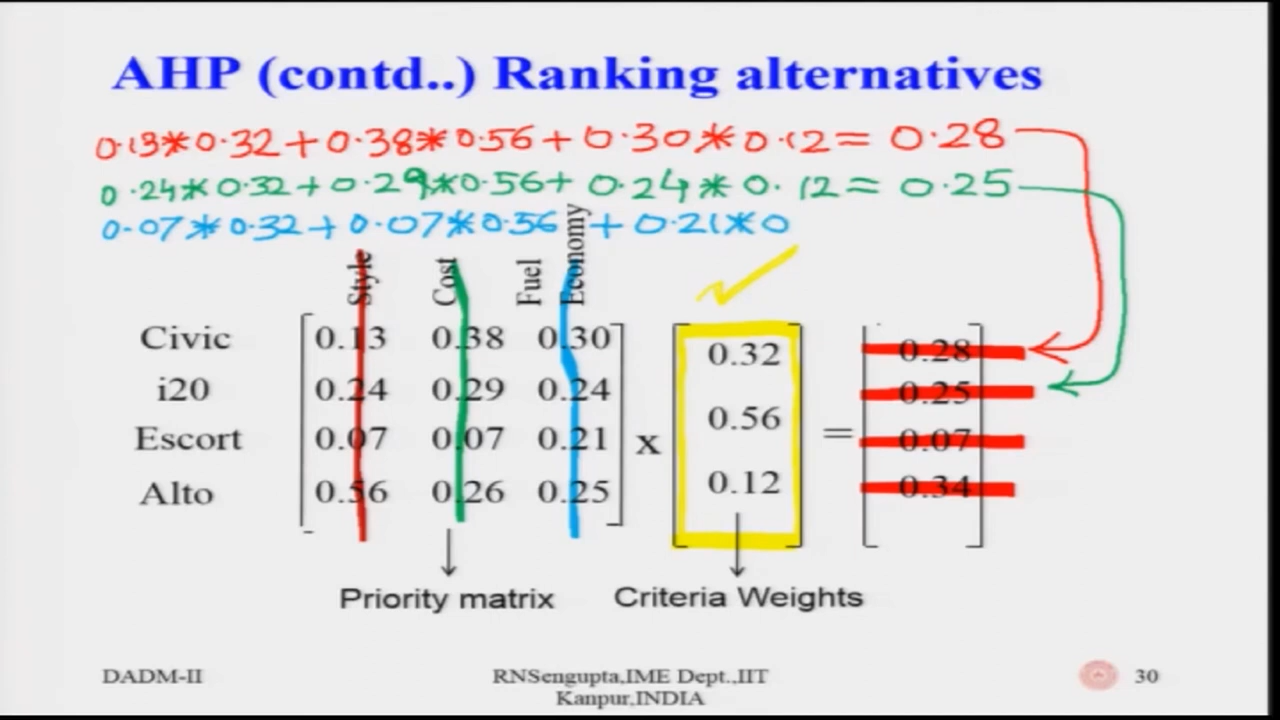 AHP (contd..) Ranking alternatives
0.13*0.32+0.38*0.56+0.30*0.12=0.28
0.24*0.32+0.29*0.56+0.24*0.12=0.25
0.07*0.32+0.07*0.56+0.21*0
Style Cost Fuel Economy
Civic 0.13 0.38 0.30 0.32 0.28
i20 0.24 0.29 0.24 0.25
0.56
Escort 0.07 0.07 0.21 x = 0.07
Alto 0.56 0.26 0.25 0.12 0.34
Priority matrix Criteria Weights
DADM-II RNSengupta,IME Dept.,IIT 30
Kanpur,INDIA